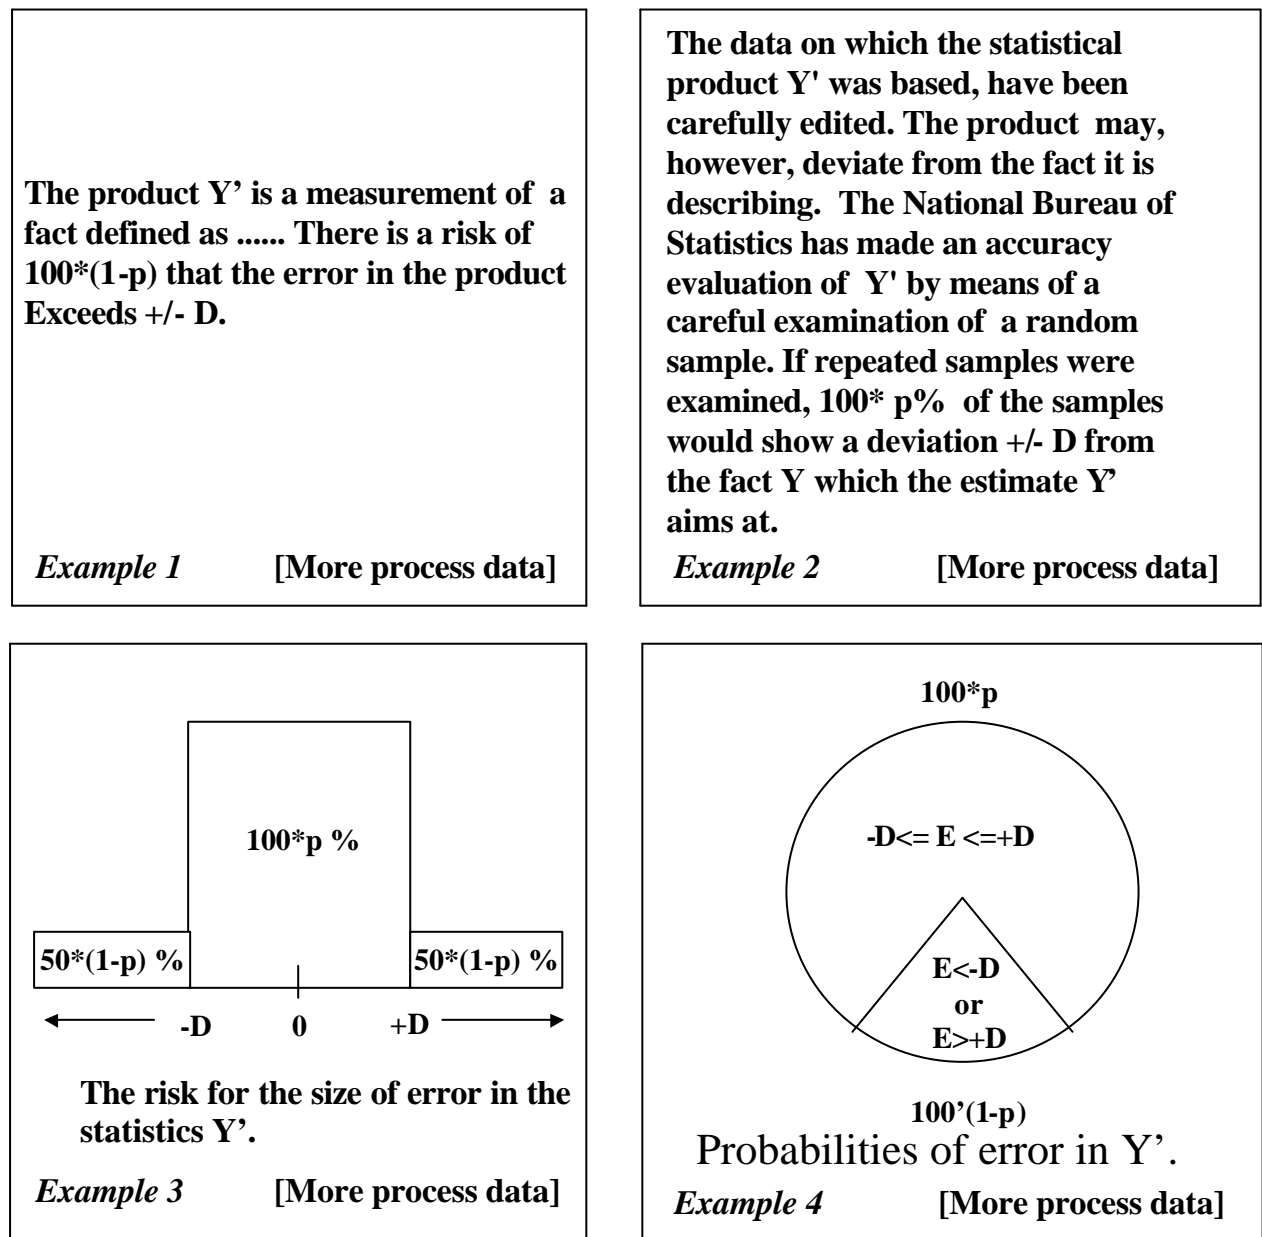 The product Y’ is a measurement of a
fact defined as ...... There is a risk of
100*(1-p) that the error in the product
Exceeds +/- D.
Example 1 [More process data]
The data on which the statistical
product Y' was based, have been
carefully edited. The product may,
however, deviate from the fact it is
describing. The National Bureau of
Statistics has made an accuracy
evaluation of Y' by means of a
careful examination of a random
sample. If repeated samples were
examined, 100* p% of the samples
would show a deviation +/- D from
the fact Y which the estimate Y’
aims at.
Example 2 [More process data]
100*p %
50*(1-p) % 50*(1-p) %
-D 0 +D
The risk for the size of error in the
statistics Y’.
Example 3 [More process data]
100*p
-D<= E <=+D
E<-D
or
E>+D
100’(1-p)
Probabilities of error in Y’.
Example 4 [More process data]